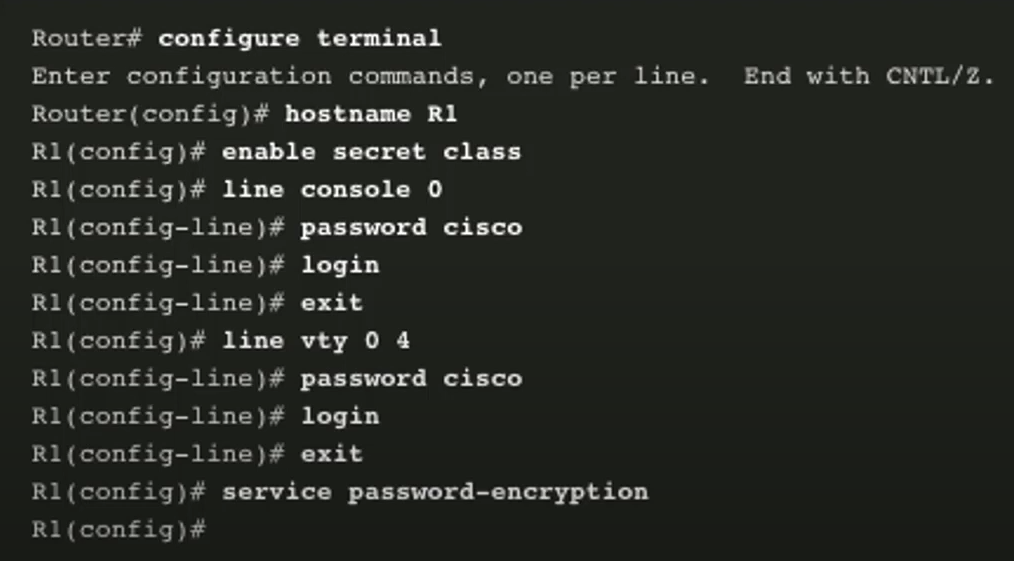 Router# configure terminal
Enter configuration commands, one per line.  End with CNTL/Z.
Router(config)# hostname R1
R1(config)# enable secret class
R1(config)# line console 0
R1(config-line)# password cisco
R1(config-line)# login
R1(config-line)# exit
R1(config)# line vty 0 4
R1(config-line)# password cisco
R1(config-line)# login
R1(config-line)# exit
R1(config)# service password-encryption
R1(config)#